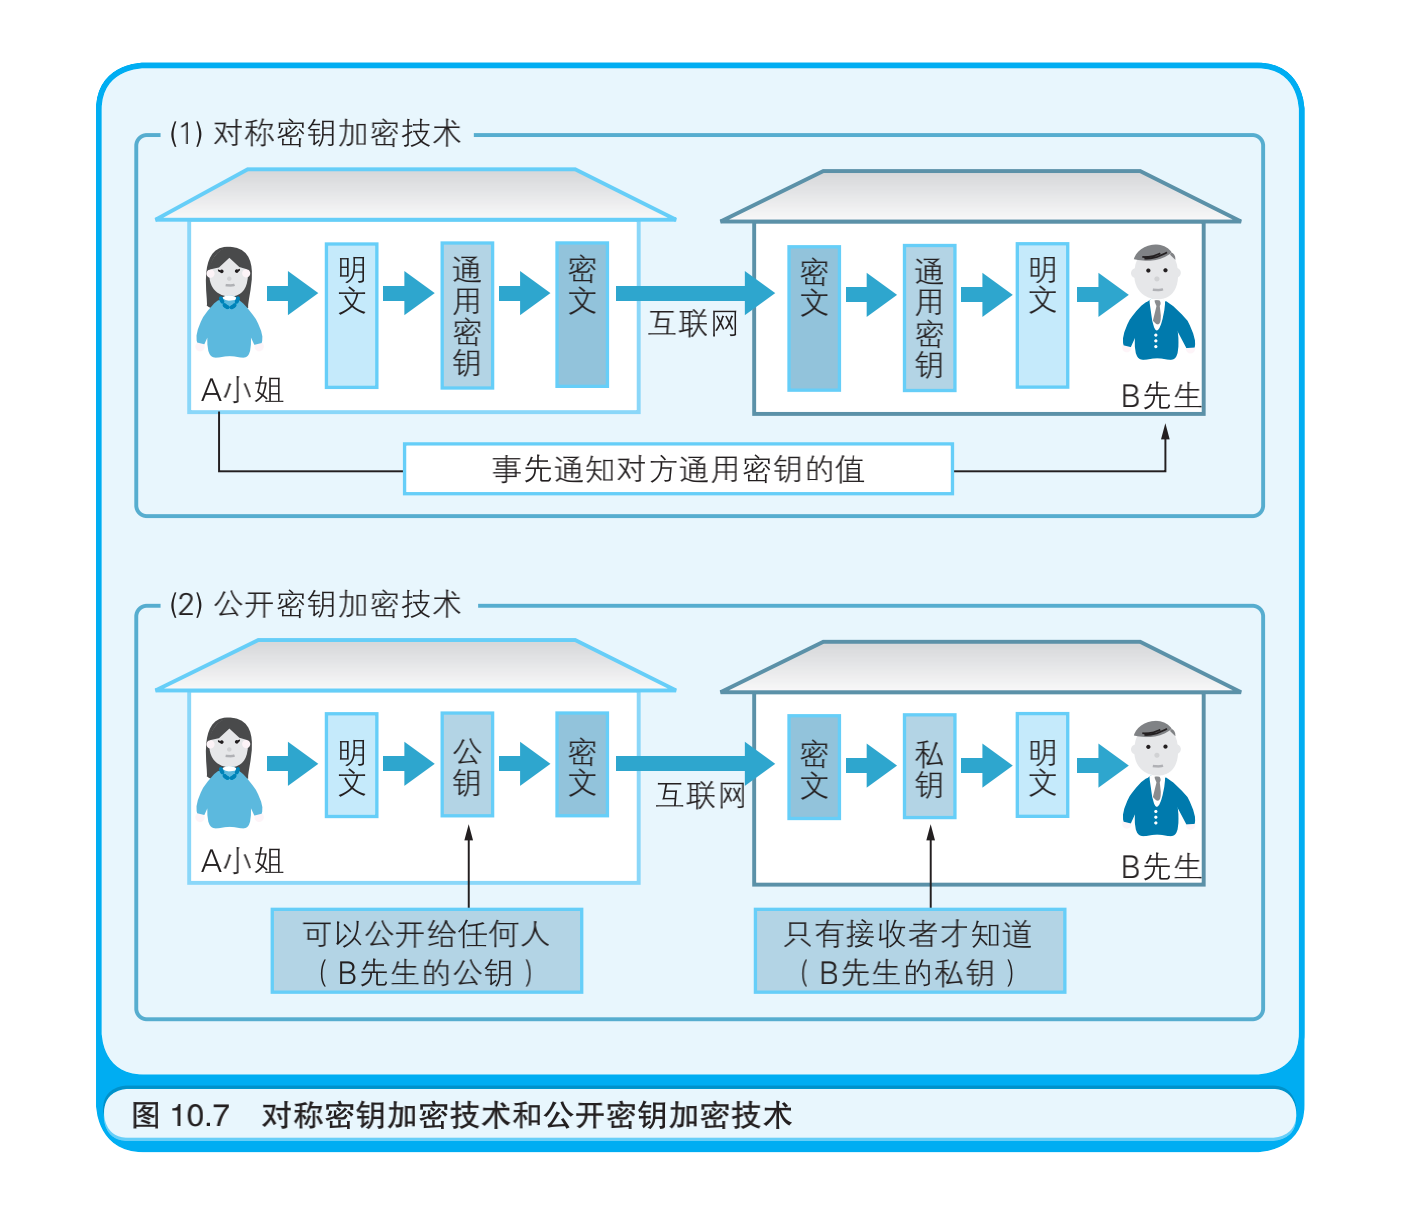 (1) 对称密钥加密技术
明文
通用密钥
密文
互联网
密文
通用密钥
明文
A小姐
B先生
事先通知对方通用密钥的值
(2) 公开密钥加密技术
明文
公钥
密文
互联网
密文
私钥
明文
A小姐
B先生
可以公开给任何人
（B先生的公钥）
只有接收者才知道
（B先生的私钥）
图 10.7 对称密钥加密技术和公开密钥加密技术